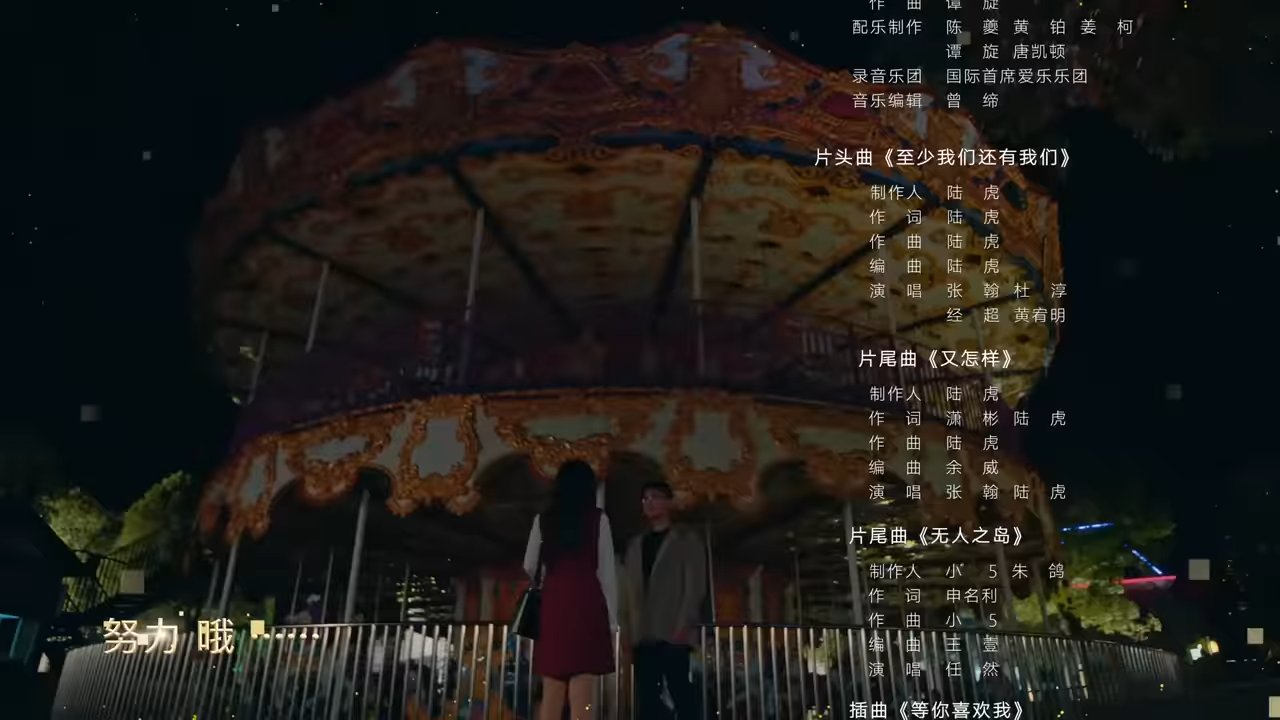 作 曲 谭 旋
配乐制作 陈 夔 黄 铂 姜 柯
谭 旋 唐凯顿
录音乐团 国际首席爱乐乐团
音乐编辑 曾 缔
片头曲《至少我们还有我们》
制作人 陆 虎
作 词 陆 虎
作 曲 陆 虎
编 曲 陆 虎
演 唱 张 翰 杜 淳
经 超 黄宥明
片尾曲《又怎样》
制作人 陆 虎
作 词 潇 彬 陆 虎
作 曲 陆 虎
编 曲 余 威
演 唱 张 翰 陆 虎
片尾曲《无人之岛》
制作人 小 5 朱 鸽
作 词 申名利
作 曲 小 5
编 曲 王 壹
演 唱 任 然
插曲《等你喜欢我》
努力 哦